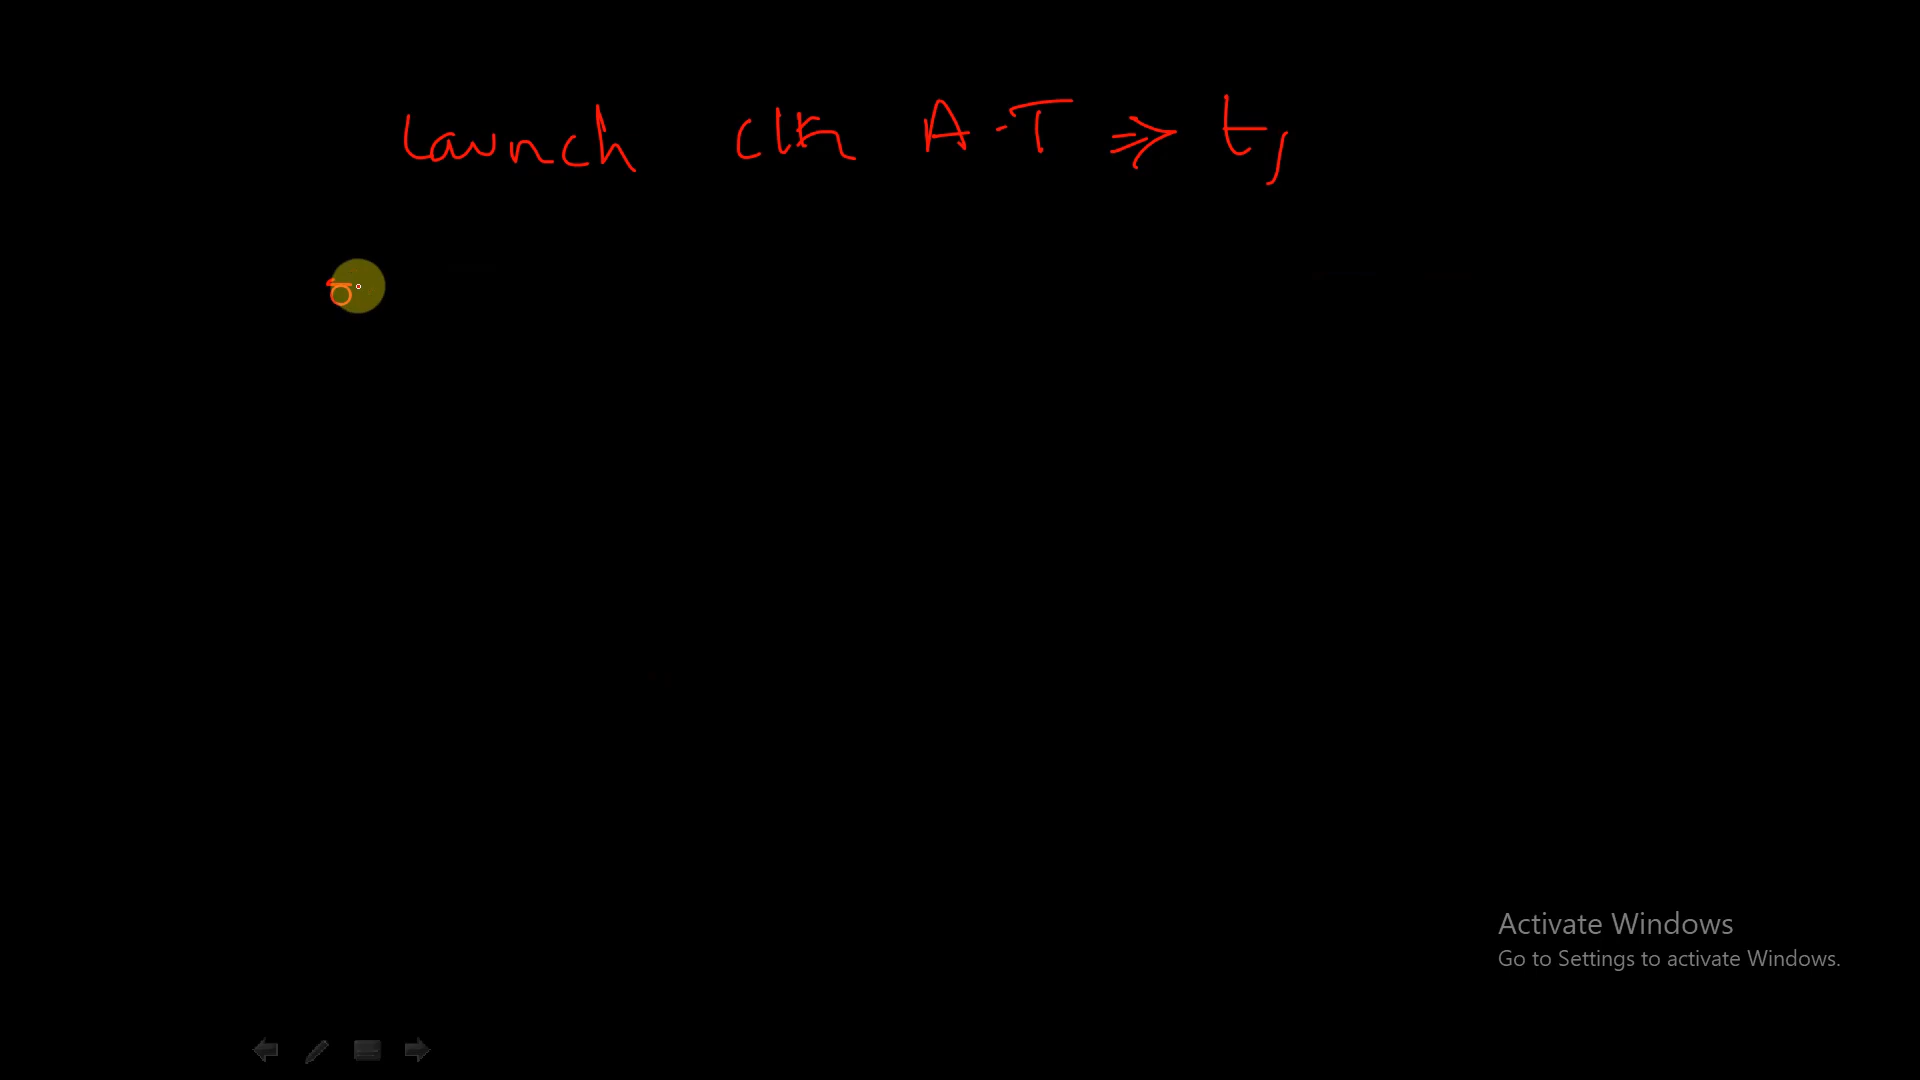 Launch clk A.T ⇒ t₁
Activate Windows
Go to Settings to activate Windows.